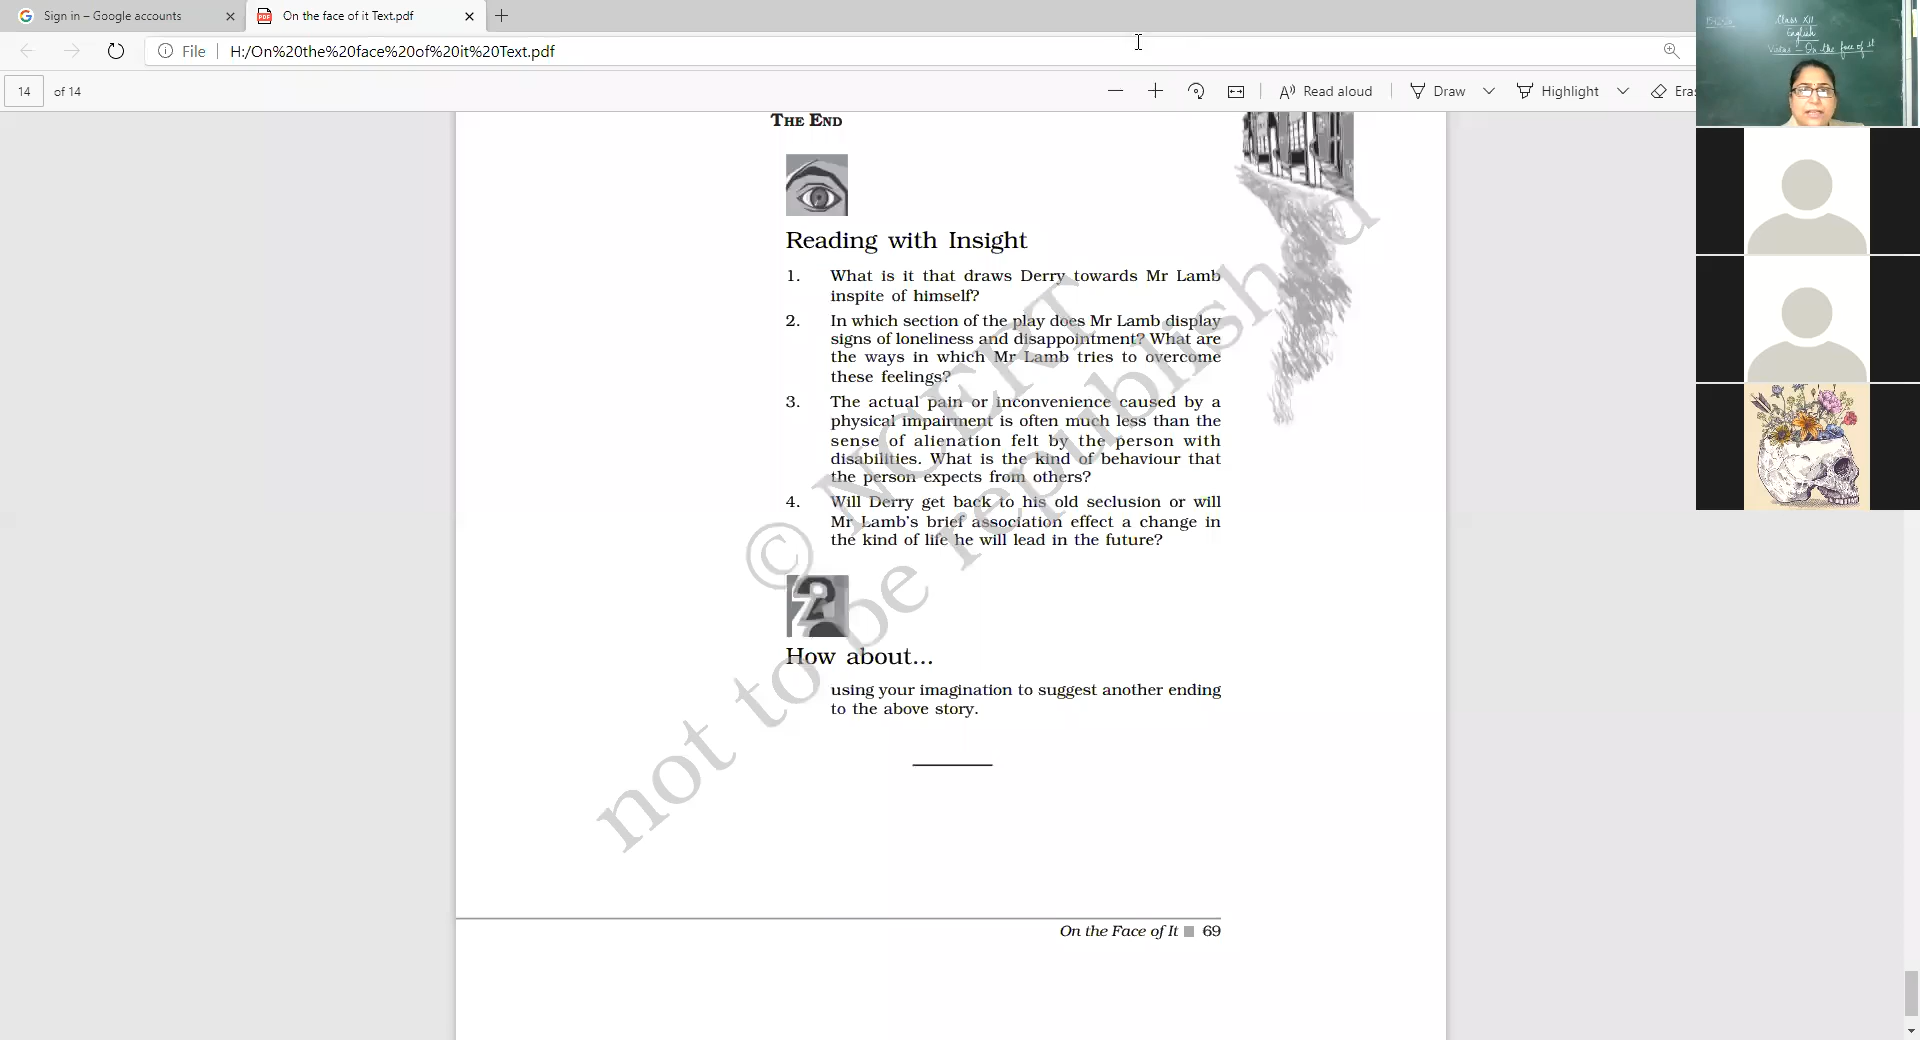 Sign in – Google accounts
On the face of it Text.pdf
File
H:/On%20the%20face%20of%20it%20Text.pdf
14
of 14
Read aloud
Draw
Highlight
Eras
Class XII
English
Vistas – On the face of it
THE END
Reading with Insight
1. What is it that draws Derry towards Mr Lamb
inspite of himself?
2. In which section of the play does Mr Lamb display
signs of loneliness and disappointment? What are
the ways in which Mr Lamb tries to overcome
these feelings?
3. The actual pain or inconvenience caused by a
physical impairment is often much less than the
sense of alienation felt by the person with
disabilities. What is the kind of behaviour that
the person expects from others?
4. Will Derry get back to his old seclusion or will
Mr Lamb's brief association effect a change in
the kind of life he will lead in the future?
How about...
using your imagination to suggest another ending
to the above story.
© NCERT
not to be republished
On the Face of It 69